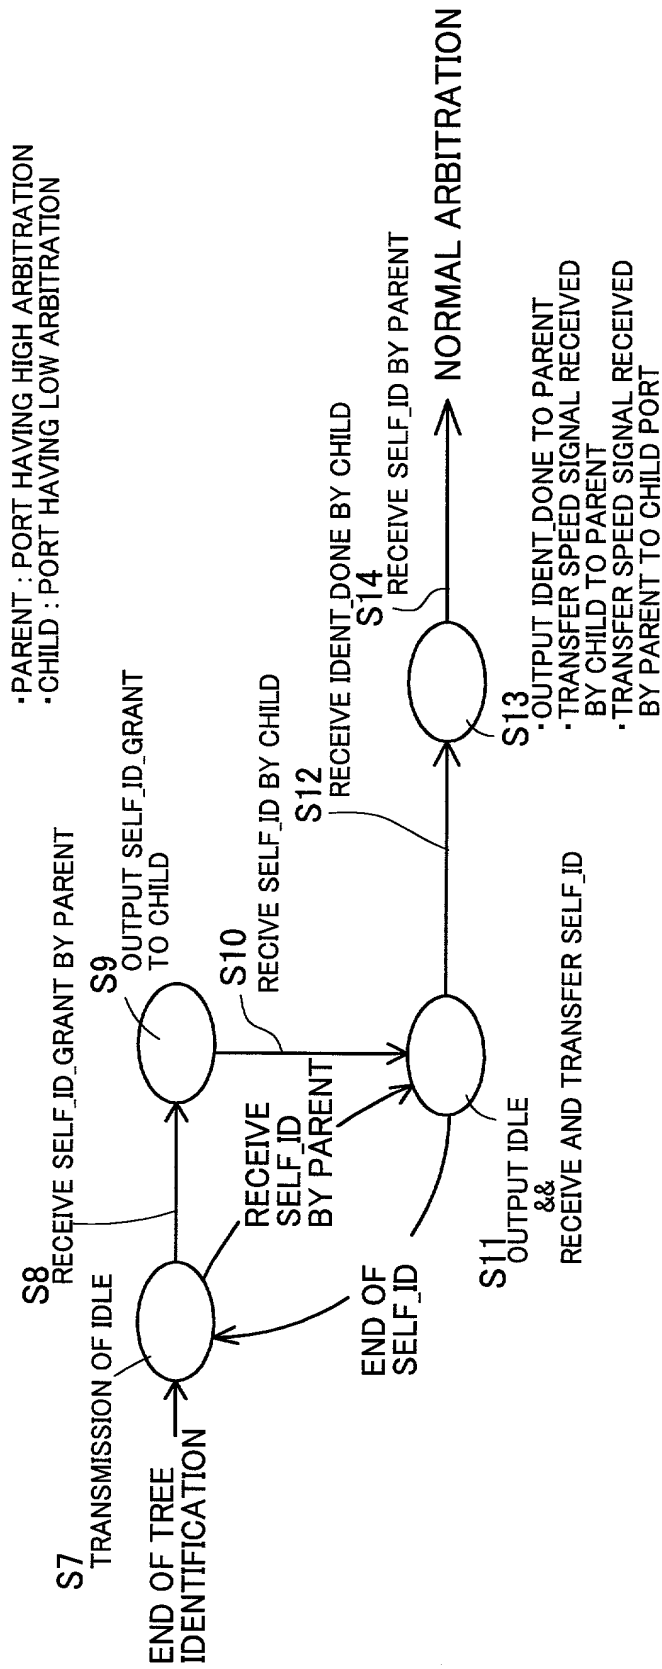 ・PARENT : PORT HAVING HIGH ARBITRATION
・CHILD : PORT HAVING LOW ARBITRATION
S7
TRANSMISSION OF IDLE
END OF TREE
IDENTIFICATION
S8
RECEIVE SELF_ID_GRANT BY PARENT
S9
OUTPUT SELF_ID_GRANT
TO CHILD
S10
RECIVE SELF_ID BY CHILD
RECEIVE
SELF_ID
BY PARENT
END OF
SELF_ID
S11
OUTPUT IDLE
&&
RECEIVE AND TRANSFER SELF_ID
S12
RECEIVE IDENT_DONE BY CHILD
S13
・OUTPUT IDENT_DONE TO PARENT
・TRANSFER SPEED SIGNAL RECEIVED
BY CHILD TO PARENT
・TRANSFER SPEED SIGNAL RECEIVED
BY PARENT TO CHILD PORT
S14
RECEIVE SELF_ID BY PARENT
NORMAL ARBITRATION